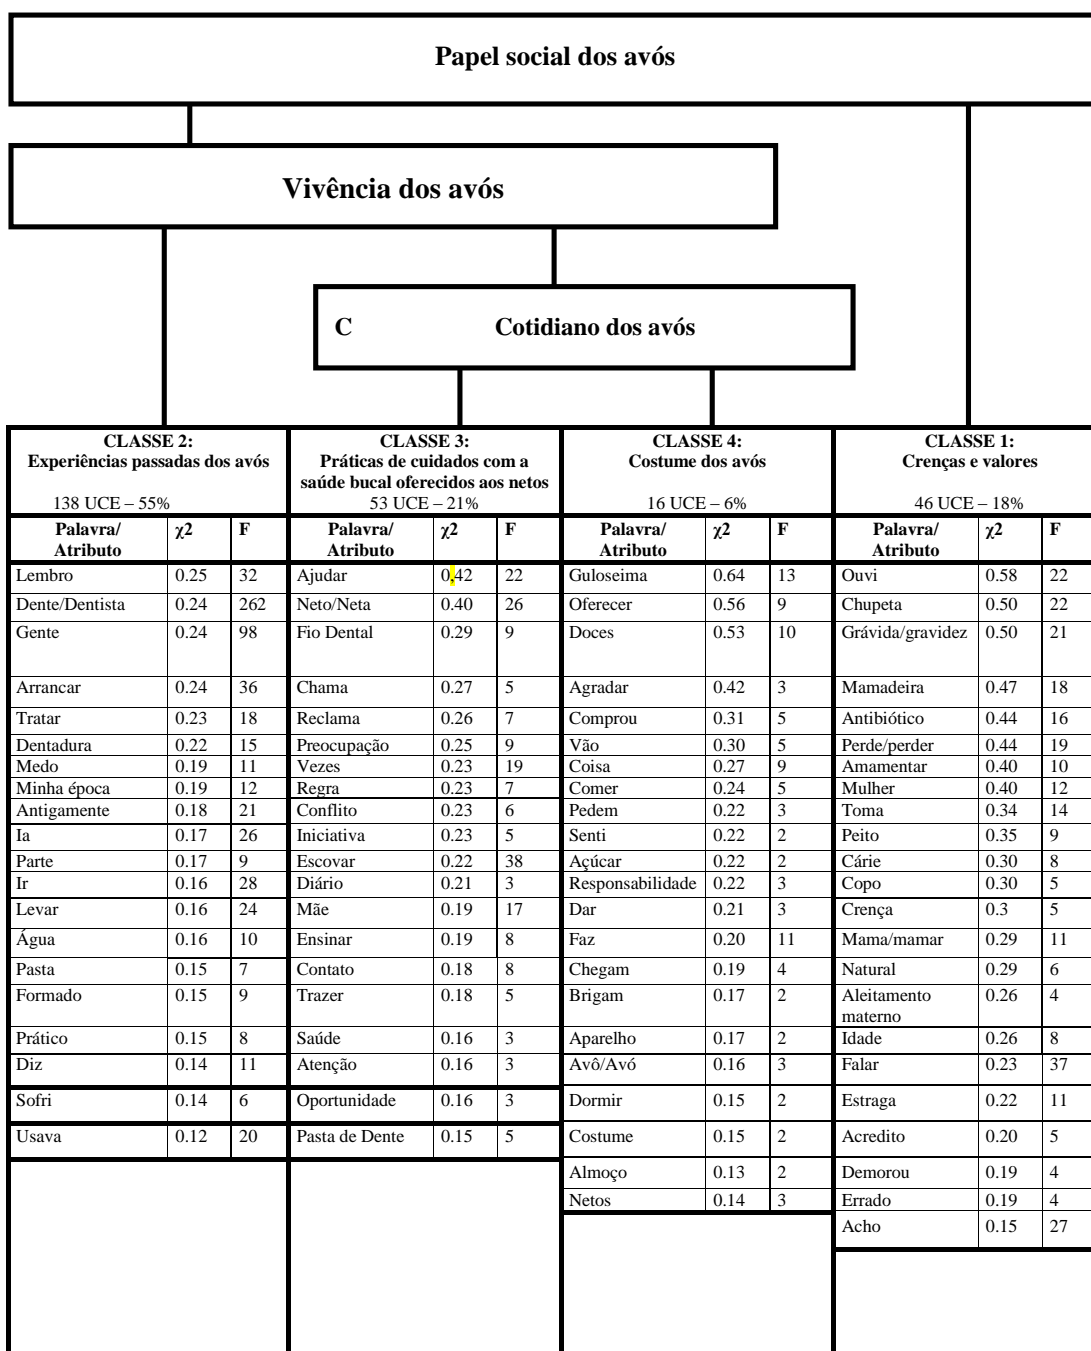 Papel social dos avós
Vivência dos avós
C Cotidiano dos avós
CLASSE 2:
Experiências passadas dos avós
138 UCE – 55%
CLASSE 3:
Práticas de cuidados com a
saúde bucal oferecidos aos netos
53 UCE – 21%
CLASSE 4:
Costume dos avós
16 UCE – 6%
CLASSE 1:
Crenças e valores
46 UCE – 18%
Palavra/
Atributo
χ2 F
Palavra/
Atributo
χ2 F
Palavra/
Atributo
χ2 F
Palavra/
Atributo
χ2 F
Lembro 0.25 32 Ajudar 0,42 22 Guloseima 0.64 13 Ouvi 0.58 22
Dente/Dentista 0.24 262 Neto/Neta 0.40 26 Oferecer 0.56 9 Chupeta 0.50 22
Gente 0.24 98 Fio Dental 0.29 9 Doces 0.53 10 Grávida/gravidez 0.50 21
Arrancar 0.24 36 Chama 0.27 5 Agradar 0.42 3 Mamadeira 0.47 18
Tratar 0.23 18 Reclama 0.26 7 Comprou 0.31 5 Antibiótico 0.44 16
Dentadura 0.22 15 Preocupação 0.25 9 Vão 0.30 5 Perde/perder 0.44 19
Medo 0.19 11 Vezes 0.23 19 Coisa 0.27 9 Amamentar 0.40 10
Minha época 0.19 12 Regra 0.23 7 Comer 0.24 5 Mulher 0.40 12
Antigamente 0.18 21 Conflito 0.23 6 Pedem 0.22 3 Toma 0.34 14
Ia 0.17 26 Iniciativa 0.23 5 Senti 0.22 2 Peito 0.35 9
Parte 0.17 9 Escovar 0.22 38 Açúcar 0.22 2 Cárie 0.30 8
Ir 0.16 28 Diário 0.21 3 Responsabilidade 0.22 3 Copo 0.30 5
Levar 0.16 24 Mãe 0.19 17 Dar 0.21 3 Crença 0.3 5
Água 0.16 10 Ensinar 0.19 8 Faz 0.20 11 Mama/mamar 0.29 11
Pasta 0.15 7 Contato 0.18 8 Chegam 0.19 4 Natural 0.29 6
Formado 0.15 9 Trazer 0.18 5 Brigam 0.17 2 Aleitamento 0.26 4
materno
Prático 0.15 8 Saúde 0.16 3 Aparelho 0.17 2 Idade 0.26 8
Diz 0.14 11 Atenção 0.16 3 Avô/Avó 0.16 3 Falar 0.23 37
Sofri 0.14 6 Oportunidade 0.16 3 Dormir 0.15 2 Estraga 0.22 11
Usava 0.12 20 Pasta de Dente 0.15 5 Costume 0.15 2 Acredito 0.20 5
Almoço 0.13 2 Demorou 0.19 4
Netos 0.14 3 Errado 0.19 4
Acho 0.15 27